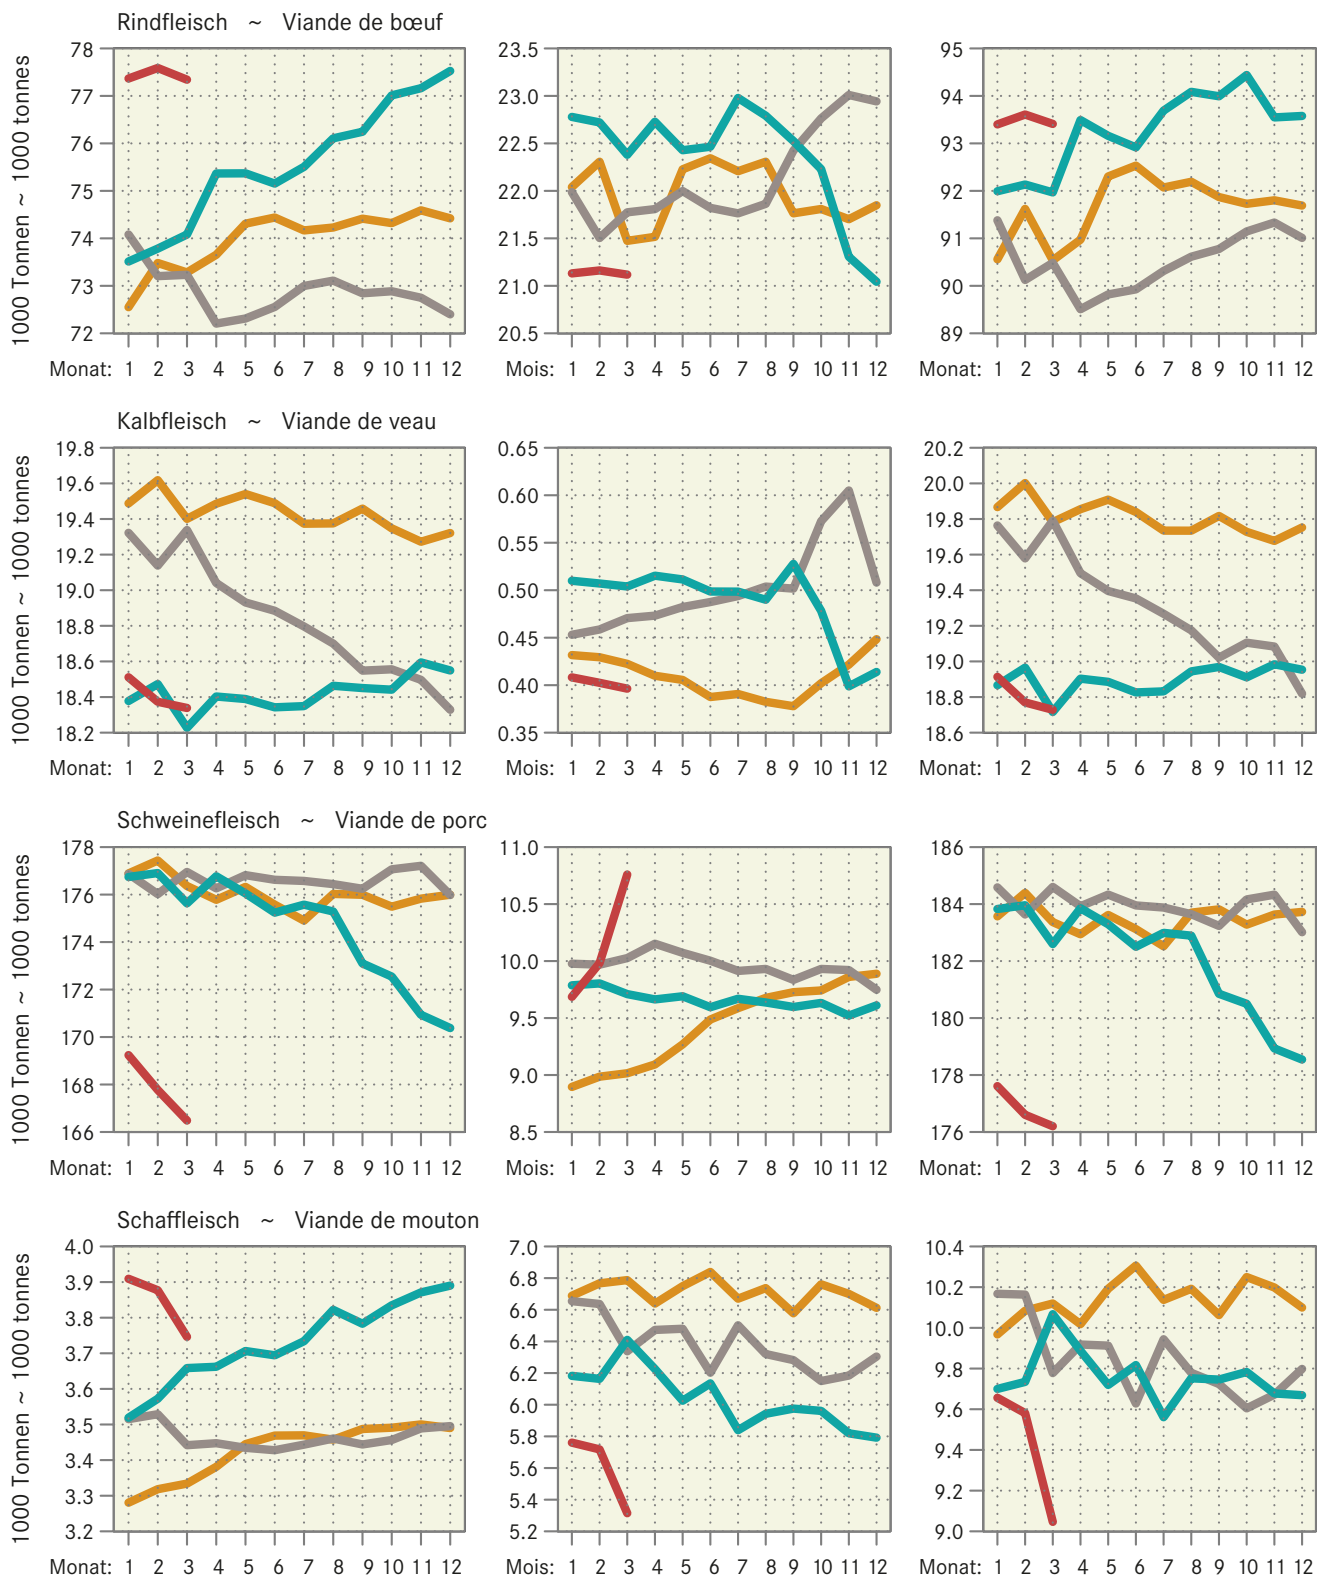 Rindfleisch ~ Viande de bœuf
1000 Tonnen ~ 1000 tonnes
78 77 76 75 74 73 72
23.5 23.0 22.5 22.0 21.5 21.0 20.5
95 94 93 92 91 90 89
Monat: 1 2 3 4 5 6 7 8 9 10 11 12
Mois: 1 2 3 4 5 6 7 8 9 10 11 12
Monat: 1 2 3 4 5 6 7 8 9 10 11 12
Kalbfleisch ~ Viande de veau
1000 Tonnen ~ 1000 tonnes
19.8 19.6 19.4 19.2 19.0 18.8 18.6 18.4 18.2
0.65 0.60 0.55 0.50 0.45 0.40 0.35
20.2 20.0 19.8 19.6 19.4 19.2 19.0 18.8 18.6
Monat: 1 2 3 4 5 6 7 8 9 10 11 12
Mois: 1 2 3 4 5 6 7 8 9 10 11 12
Monat: 1 2 3 4 5 6 7 8 9 10 11 12
Schweinefleisch ~ Viande de porc
1000 Tonnen ~ 1000 tonnes
178 176 174 172 170 168 166
11.0 10.5 10.0 9.5 9.0 8.5
186 184 182 180 178 176
Monat: 1 2 3 4 5 6 7 8 9 10 11 12
Mois: 1 2 3 4 5 6 7 8 9 10 11 12
Monat: 1 2 3 4 5 6 7 8 9 10 11 12
Schaffleisch ~ Viande de mouton
1000 Tonnen ~ 1000 tonnes
4.0 3.9 3.8 3.7 3.6 3.5 3.4 3.3 3.2
7.0 6.8 6.6 6.4 6.2 6.0 5.8 5.6 5.4 5.2
10.4 10.2 10.0 9.8 9.6 9.4 9.2 9.0
Monat: 1 2 3 4 5 6 7 8 9 10 11 12
Mois: 1 2 3 4 5 6 7 8 9 10 11 12
Monat: 1 2 3 4 5 6 7 8 9 10 11 12